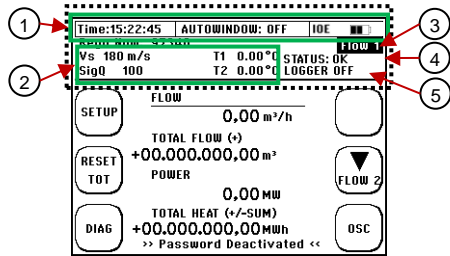 1 Time:15:22:45 AUTOWINDOW: OFF IOE 3
FLOW 1
Vs 180 m/s T1 0.00°C STATUS: OK 4
2 SigQ 100 T2 0.00°C LOGGER OFF 5
FLOW
SETUP 0,00 m³/h
TOTAL FLOW (+)
RESET TOT +00.000.000,00 m³
POWER FLOW 2
0,00 MW
TOTAL HEAT (+/-SUM)
DIAG +00.000.000,00 MWh OSC
>> Password Deactivated <<